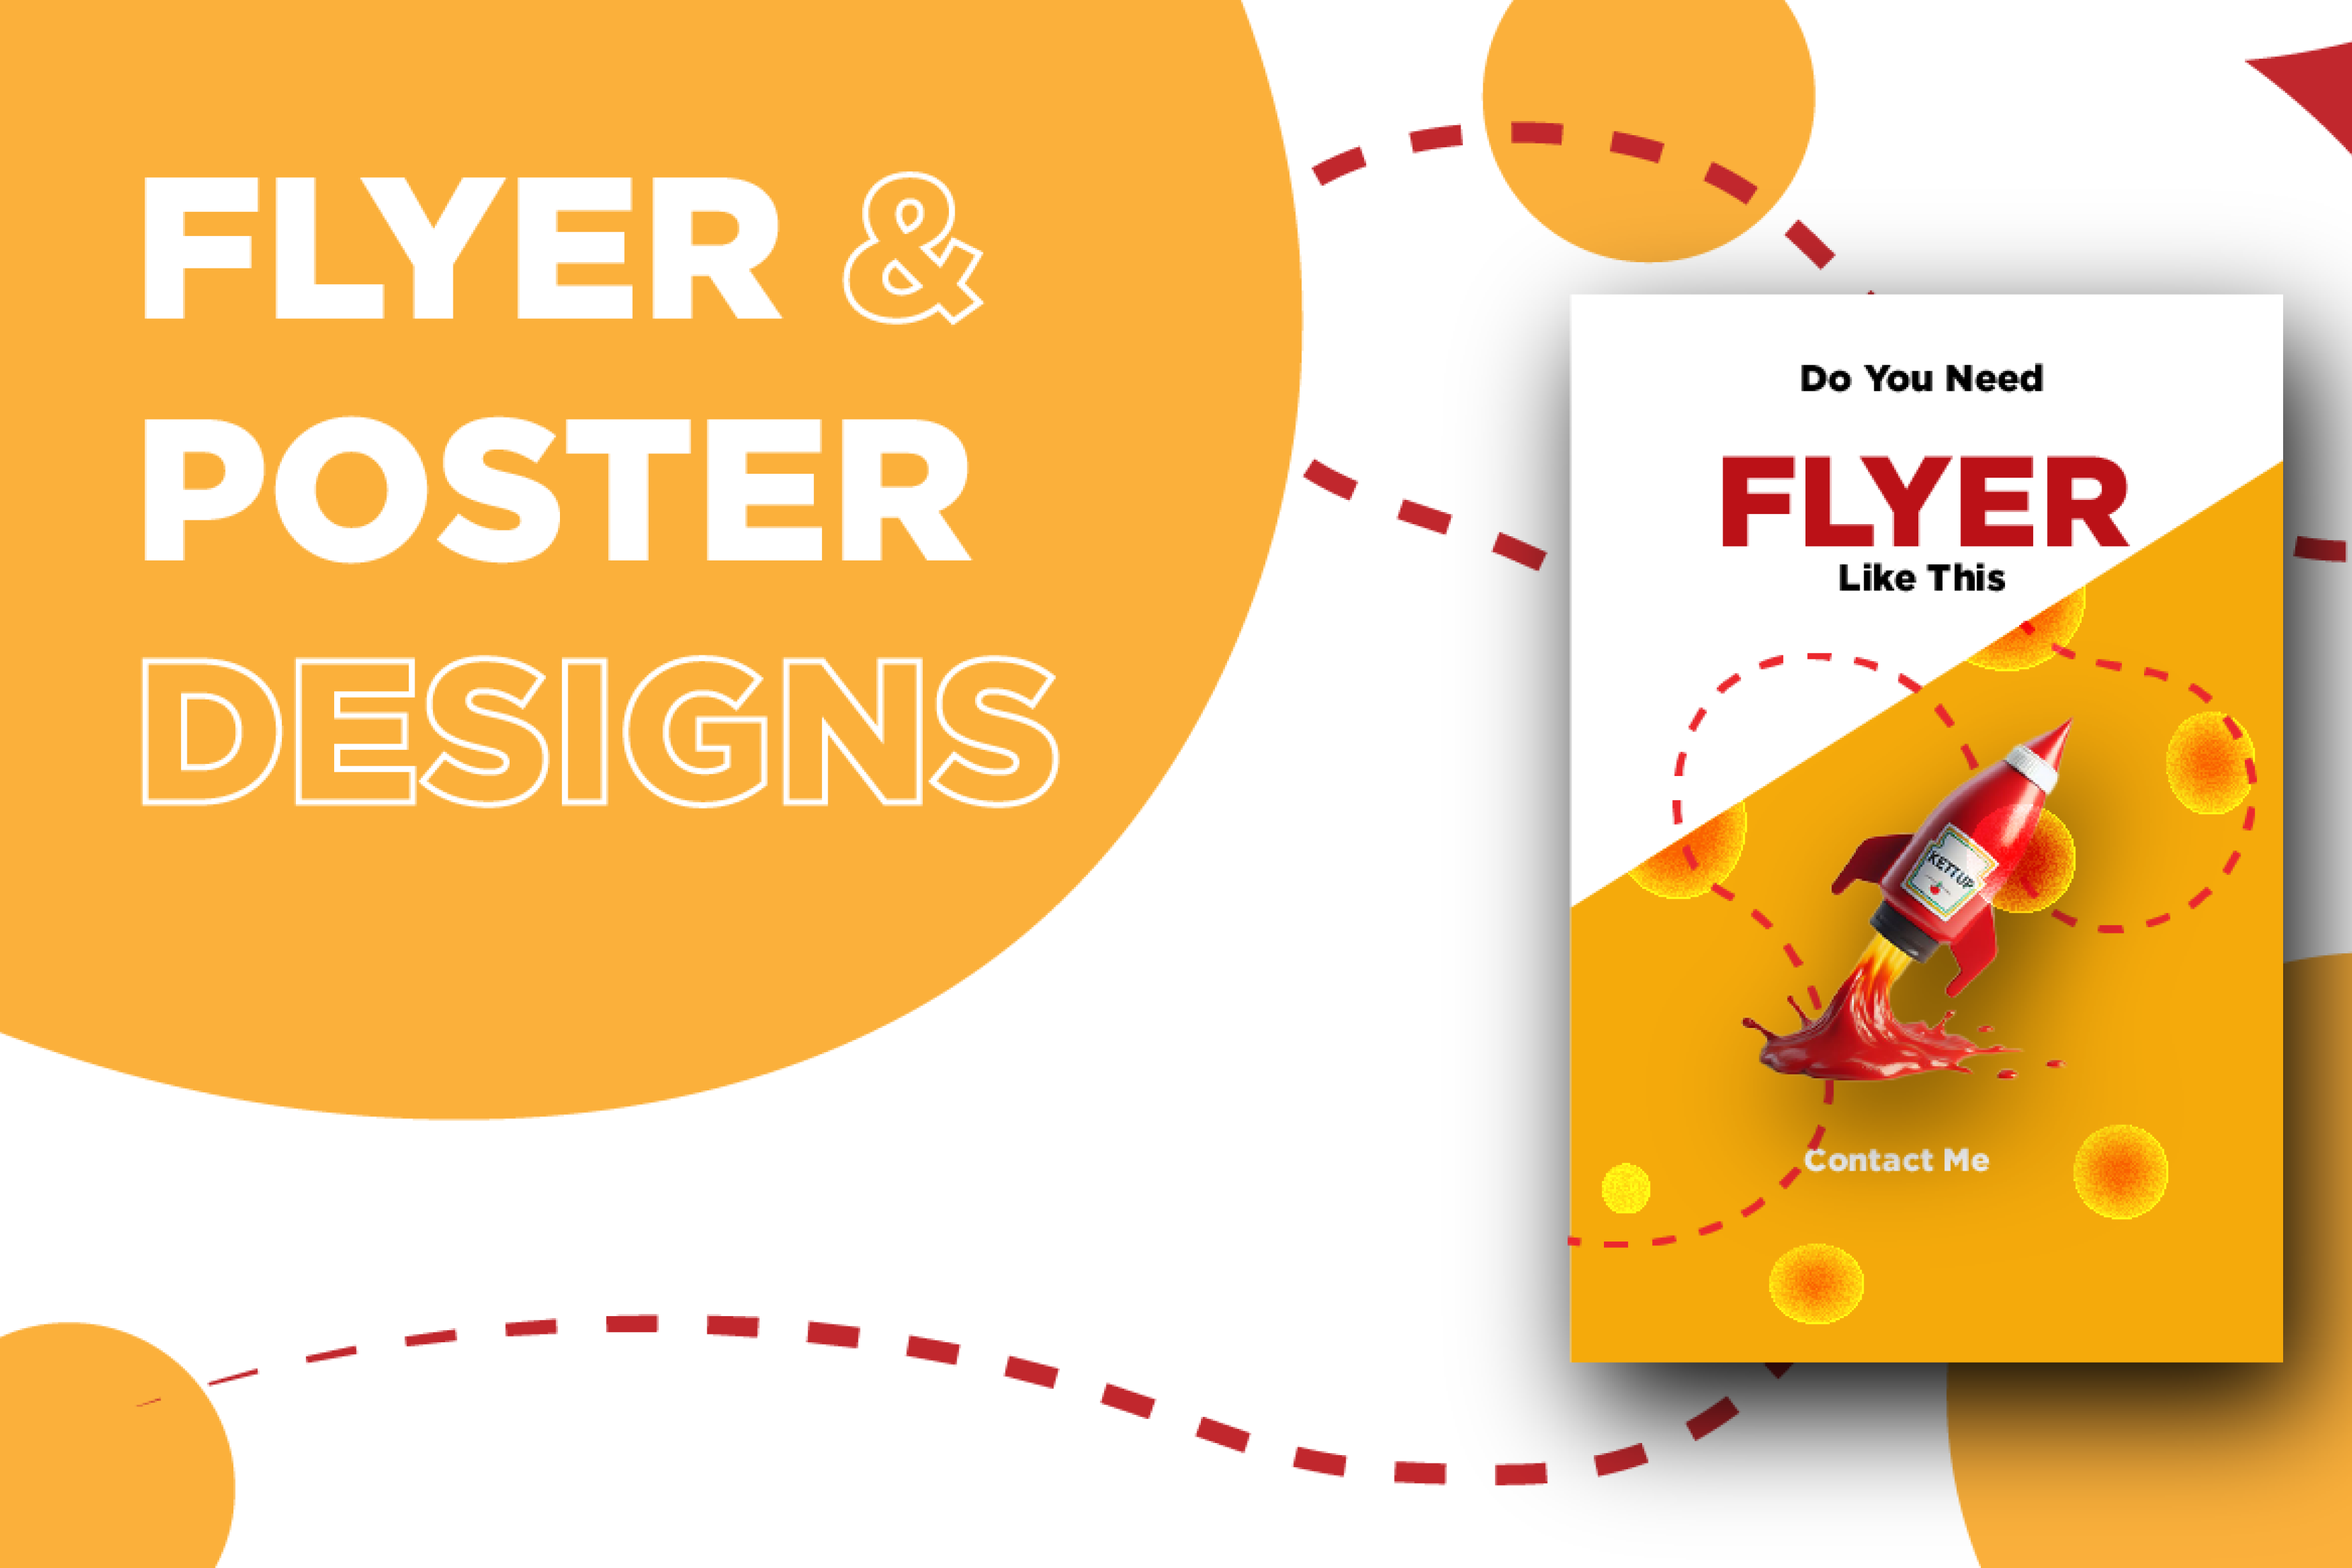 FLYER &
POSTER
DESIGNS
Do You Need
FLYER
Like This
KETTUP
Contact Me